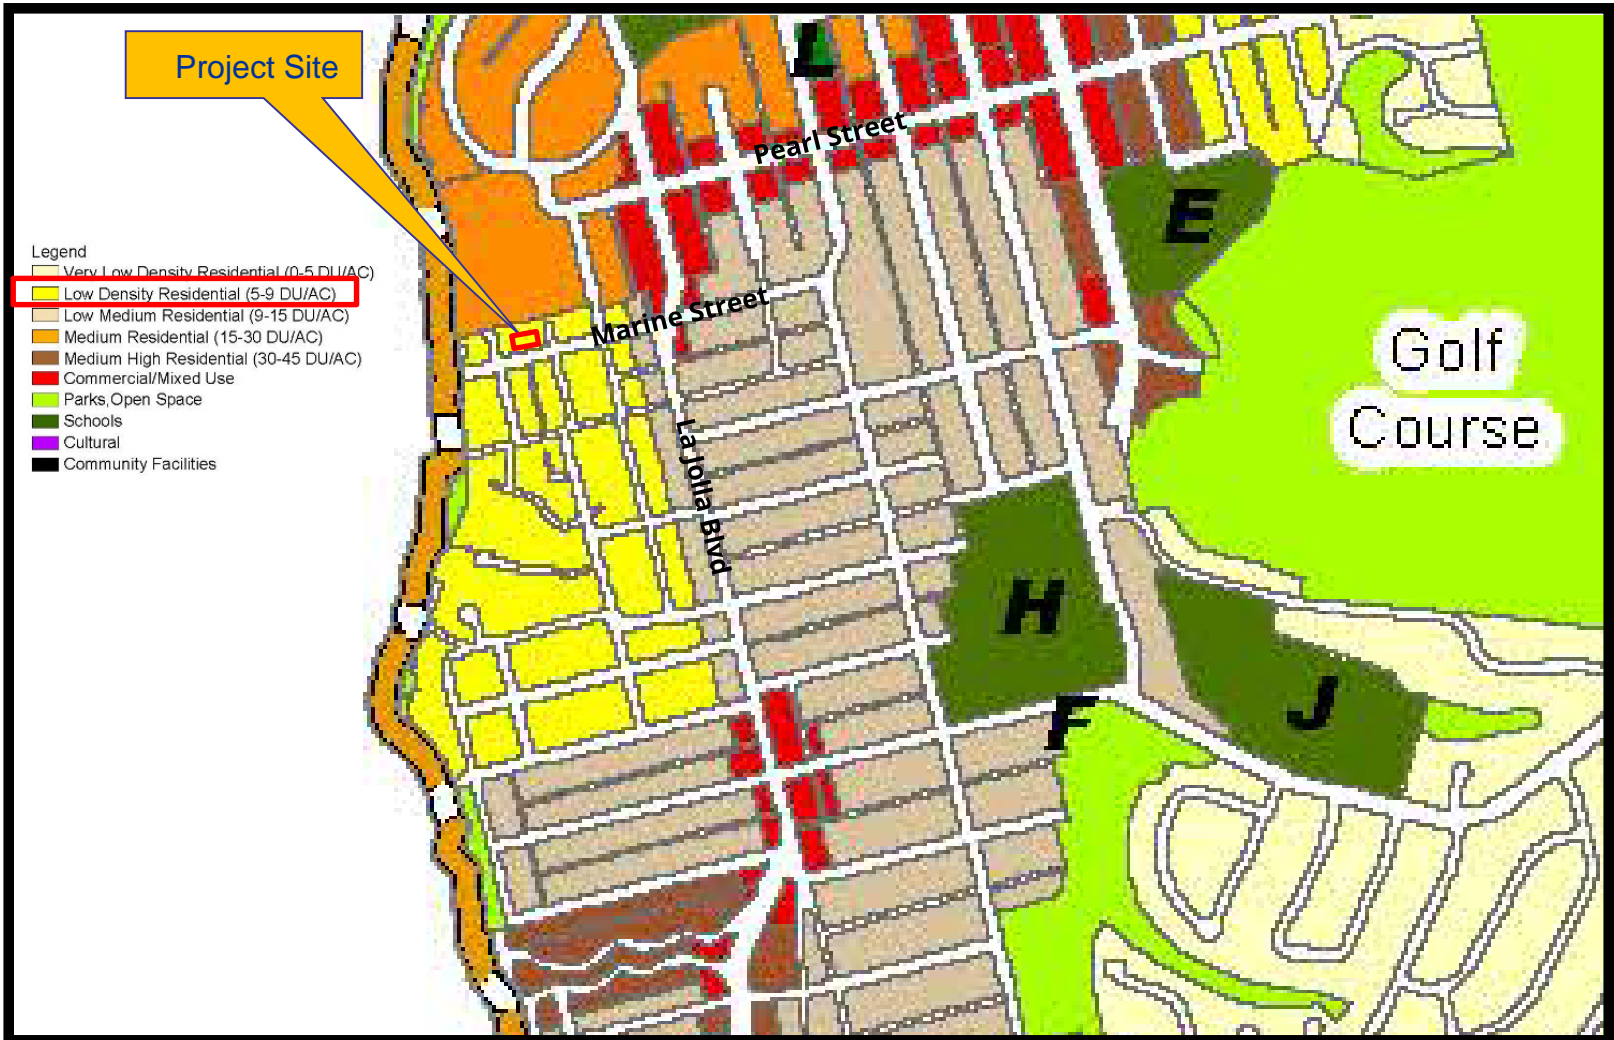 Project Site
L
Pearl Street
E
Legend
Very Low Density Residential (0-5 DU/AC)
Low Density Residential (5-9 DU/AC)
Low Medium Residential (9-15 DU/AC)
Medium Residential (15-30 DU/AC)
Medium High Residential (30-45 DU/AC)
Commercial/Mixed Use
Parks,Open Space
Schools
Cultural
Community Facilities
Marine Street
Golf
Course
La Jolla Blvd
H
J
F